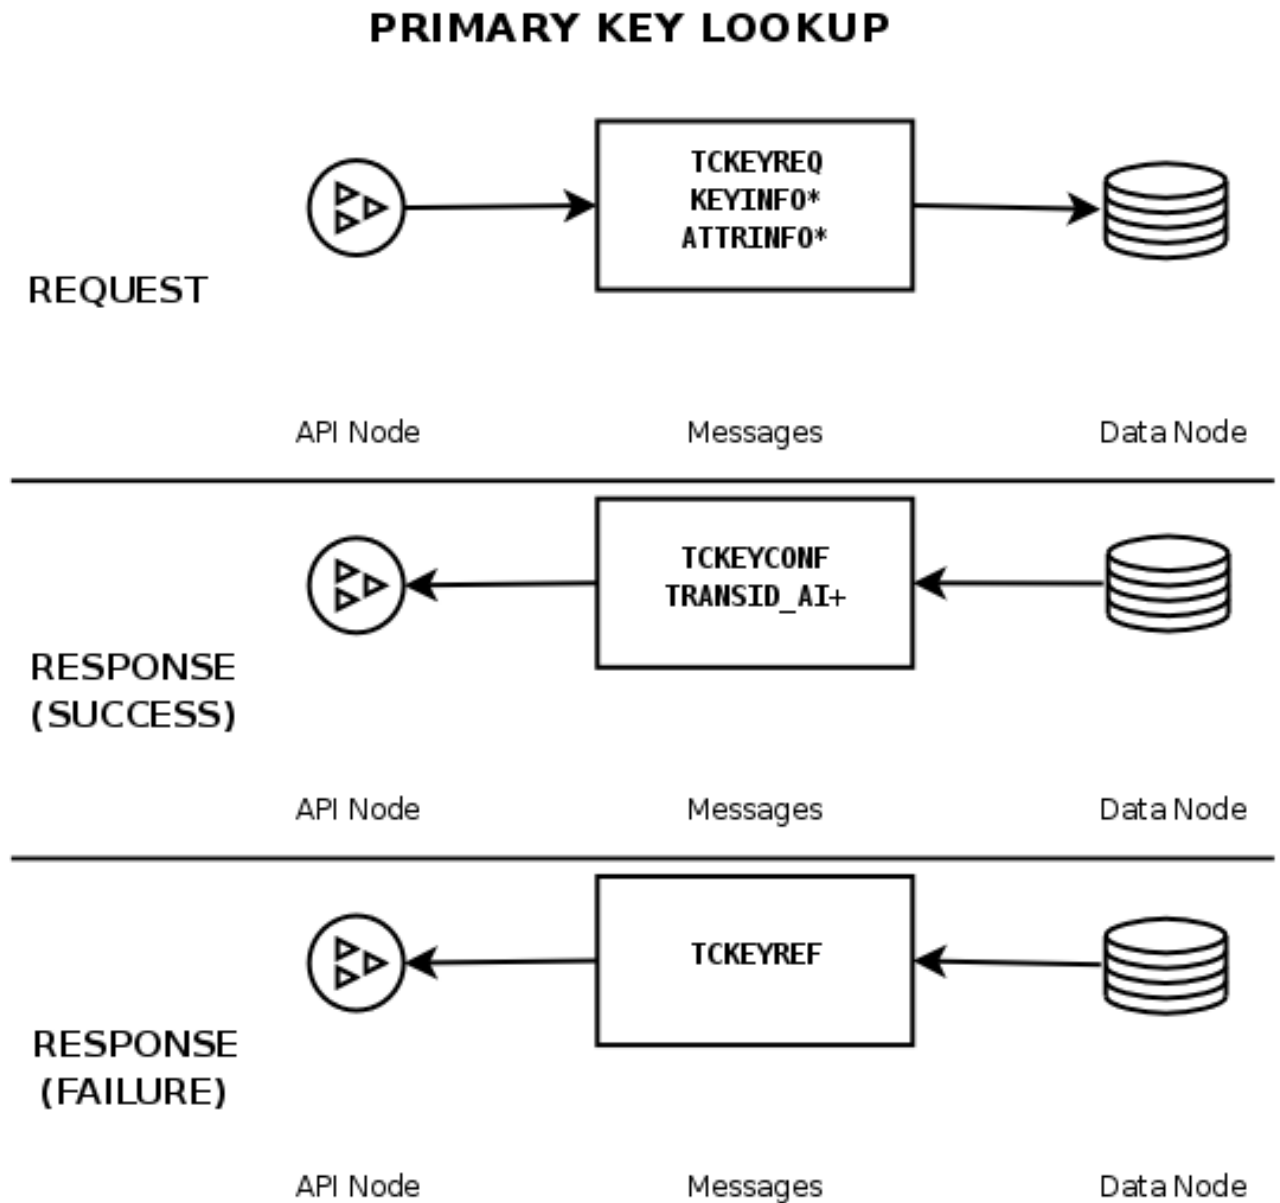 PRIMARY KEY LOOKUP
TCKEYREQ
KEYINFO*
ATTRINFO*
REQUEST
API Node
Messages
Data Node
TCKEYCONF
TRANSID_AI+
RESPONSE
(SUCCESS)
API Node
Messages
Data Node
TCKEYREF
RESPONSE
(FAILURE)
API Node
Messages
Data Node